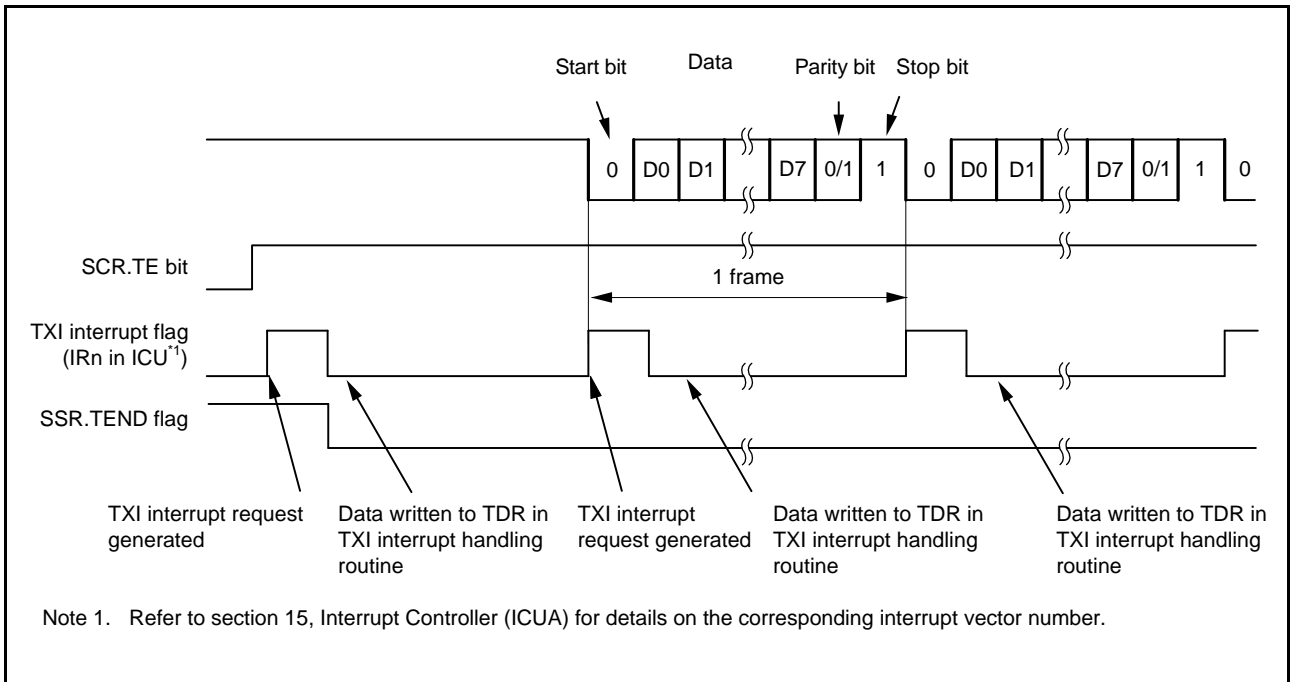 Start bit
Data
Parity bit
Stop bit
0 D0 D1 D7 0/1 1 0 D0 D1 D7 0/1 1 0
SCR.TE bit
1 frame
TXI interrupt flag
(IRn in ICU*1)
SSR.TEND flag
TXI interrupt request
generated
Data written to TDR in
TXI interrupt handling
routine
TXI interrupt
request generated
Data written to TDR in
TXI interrupt handling
routine
Data written to TDR in
TXI interrupt handling
routine
Note 1. Refer to section 15, Interrupt Controller (ICUA) for details on the corresponding interrupt vector number.